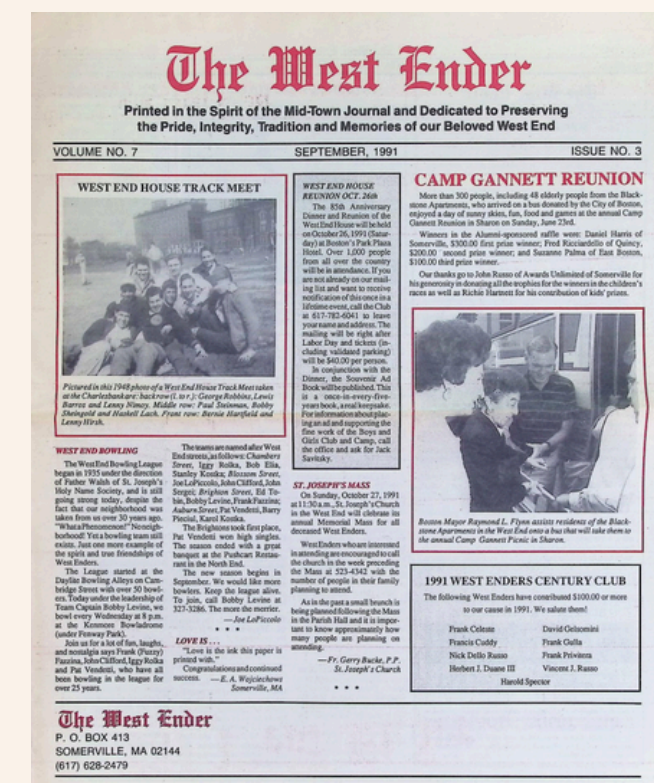 The West Ender
Printed in the Spirit of the Mid-Town Journal and Dedicated to Preserving
the Pride, Integrity, Tradition and Memories of our Beloved West End
VOLUME NO. 7
SEPTEMBER, 1991
ISSUE NO. 3
WEST END HOUSE TRACK MEET
Pictured in this 1948 photo of a West End House Track Meet taken
at the Charlesbank are: back row (l. to r.): George Robbins, Lewis
Barros and Lenny Nimoy. Middle row: Paul Steinman, Bobby
Sheingold and Haskell Lack. Front row: Bernie Hartfield and
Lenny Hirsh.
WEST END BOWLING
The West End Bowling League
began in 1935 under the direction
of Father Walsh of St. Joseph's
Holy Name Society, and is still
going strong today, despite the
fact that our neighborhood was
taken from us over 30 years ago.
"What a Phenomenon!" No neigh-
borhood! Yet a bowling team still
exists. Just one more example of
the spirit and true friendships of
West Enders.
The League started at the
Daylite Bowling Alleys on Cam-
bridge Street with over 50 bowl-
ers. Today under the leadership of
Team Captain Bobby Levine, we
bowl every Wednesday at 8 p.m.
at the Kenmore Bowladrome
(under Fenway Park).
Join us for a lot of fun, laughs,
and nostalgia says Frank (Fuzzy)
Fazzina, John Clifford, Iggy Rolka
and Pat Vendetti, who have all
been bowling in the league for
over 25 years.
The teams are named after West
End streets, as follows: Chambers
Street, Iggy Rolka, Bob Elia,
Stanley Kostka; Blossom Street,
Joe LoPiccolo, John Clifford, John
Sergei; Brighton Street, Ed To-
bin, Bobby Levine, Frank Fazzina;
Auburn Street, Pat Vendetti, Barry
Piecial, Karol Kostka.
The Brightons took first place,
Pat Vendetti won high singles.
The season ended with a great
banquet at the Pushcart Restau-
rant in the North End.
The new season begins in
September. We would like more
bowlers. Keep the league alive.
To join, call Bobby Levine at
327-3286. The more the merrier.
—Joe LoPiccolo
* * *
LOVE IS . . .
"Love is the ink this paper is
printed with."
Congratulations and continued
success. —E. A. Wojciechows
Somerville, MA
WEST END HOUSE
REUNION OCT. 26th
The 85th Anniversary
Dinner and Reunion of the
West End House will be held
on October 26, 1991 (Satur-
day) at Boston's Park Plaza
Hotel. Over 1,000 people
from all over the country
will be in attendance. If you
are not already on our mail-
ing list and want to receive
notification of this once in a
lifetime event, call the Club
at 617-782-6041 to leave
your name and address. The
mailing will be right after
Labor Day and tickets (in-
cluding validated parking)
will be $40.00 per person.
In conjunction with the
Dinner, the Souvenir Ad
Book will be published. This
is a once-in-every-five-
years book, a real keepsake.
For information about plac-
ing an ad and supporting the
fine work of the Boys and
Girls Club and Camp, call
the office and ask for Jack
Savitsky.
ST. JOSEPH'S MASS
On Sunday, October 27, 1991
at 11:30 a.m., St. Joseph's Church
in the West End will clebrate its
annual Memorial Mass for all
deceased West Enders.
West Enders who are interested
in attending are encouraged to call
the church in the week preceding
the Mass at 523-4342 with the
number of people in their family
planning to attend.
As in the past a small brunch is
being planned following the Mass
in the Parish Hall and it is impor-
tant to know approximately how
many people are planning on
attending.
—Fr. Gerry Bucke, P.P.
St. Joseph's Church
* * *
CAMP GANNETT REUNION
More than 300 people, including 48 elderly people from the Black-
stone Apartments, who arrived on a bus donated by the City of Boston,
enjoyed a day of sunny skies, fun, food and games at the annual Camp
Gannett Reunion in Sharon on Sunday, June 23rd.
Winners in the Alumni-sponsored raffle were: Daniel Harris of
Somerville, $300.00 first prize winner; Fred Ricciardello of Quincy,
$200.00 second prize winner; and Suzanne Palma of East Boston,
$100.00 third prize winner.
Our thanks go to John Russo of Awards Unlimited of Somerville for
his generosity in donating all the trophies for the winners in the children's
races as well as Richie Hartnett for his contribution of kids' prizes.
Boston Mayor Raymond L. Flynn assists residents of the Black-
stone Apartments in the West End onto a bus that will take them to
the annual Camp Gannett Picnic in Sharon.
1991 WEST ENDERS CENTURY CLUB
The following West Enders have contributed $100.00 or more
to our cause in 1991. We salute them!
Frank Celeste
David Gelsomini
Francis Cuddy
Frank Gulla
Nick Dello Russo
Frank Privitera
Herbert J. Duane III
Vincent J. Russo
Harold Spector
The West Ender
P. O. BOX 413
SOMERVILLE, MA 02144
(617) 628-2479